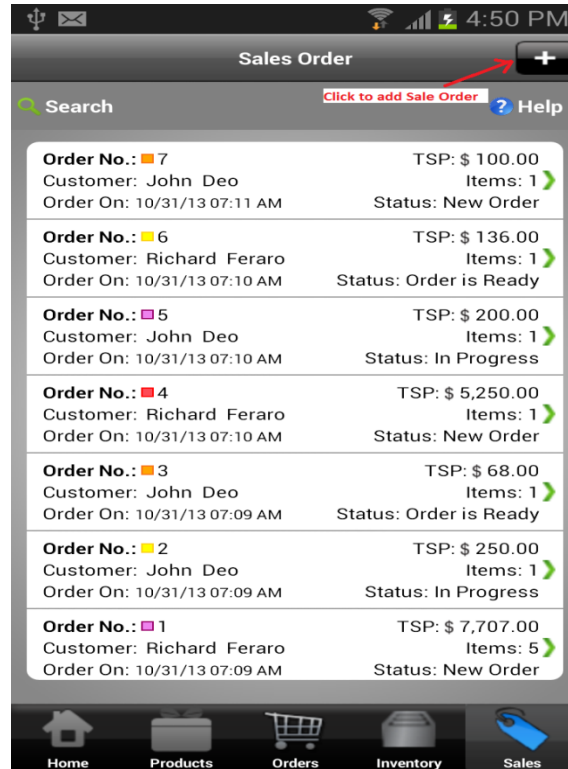 4:50 PM
Sales Order
+
Click to add Sale Order
Search
? Help
Order No.: 7 TSP: $ 100.00
Customer: John Deo Items: 1
Order On: 10/31/13 07:11 AM Status: New Order
Order No.: 6 TSP: $ 136.00
Customer: Richard Feraro Items: 1
Order On: 10/31/13 07:10 AM Status: Order is Ready
Order No.: 5 TSP: $ 200.00
Customer: John Deo Items: 1
Order On: 10/31/13 07:10 AM Status: In Progress
Order No.: 4 TSP: $ 5,250.00
Customer: Richard Feraro Items: 1
Order On: 10/31/13 07:10 AM Status: New Order
Order No.: 3 TSP: $ 68.00
Customer: John Deo Items: 1
Order On: 10/31/13 07:09 AM Status: Order is Ready
Order No.: 2 TSP: $ 250.00
Customer: John Deo Items: 1
Order On: 10/31/13 07:09 AM Status: In Progress
Order No.: 1 TSP: $ 7,707.00
Customer: Richard Feraro Items: 5
Order On: 10/31/13 07:09 AM Status: New Order
Home Products Orders Inventory Sales